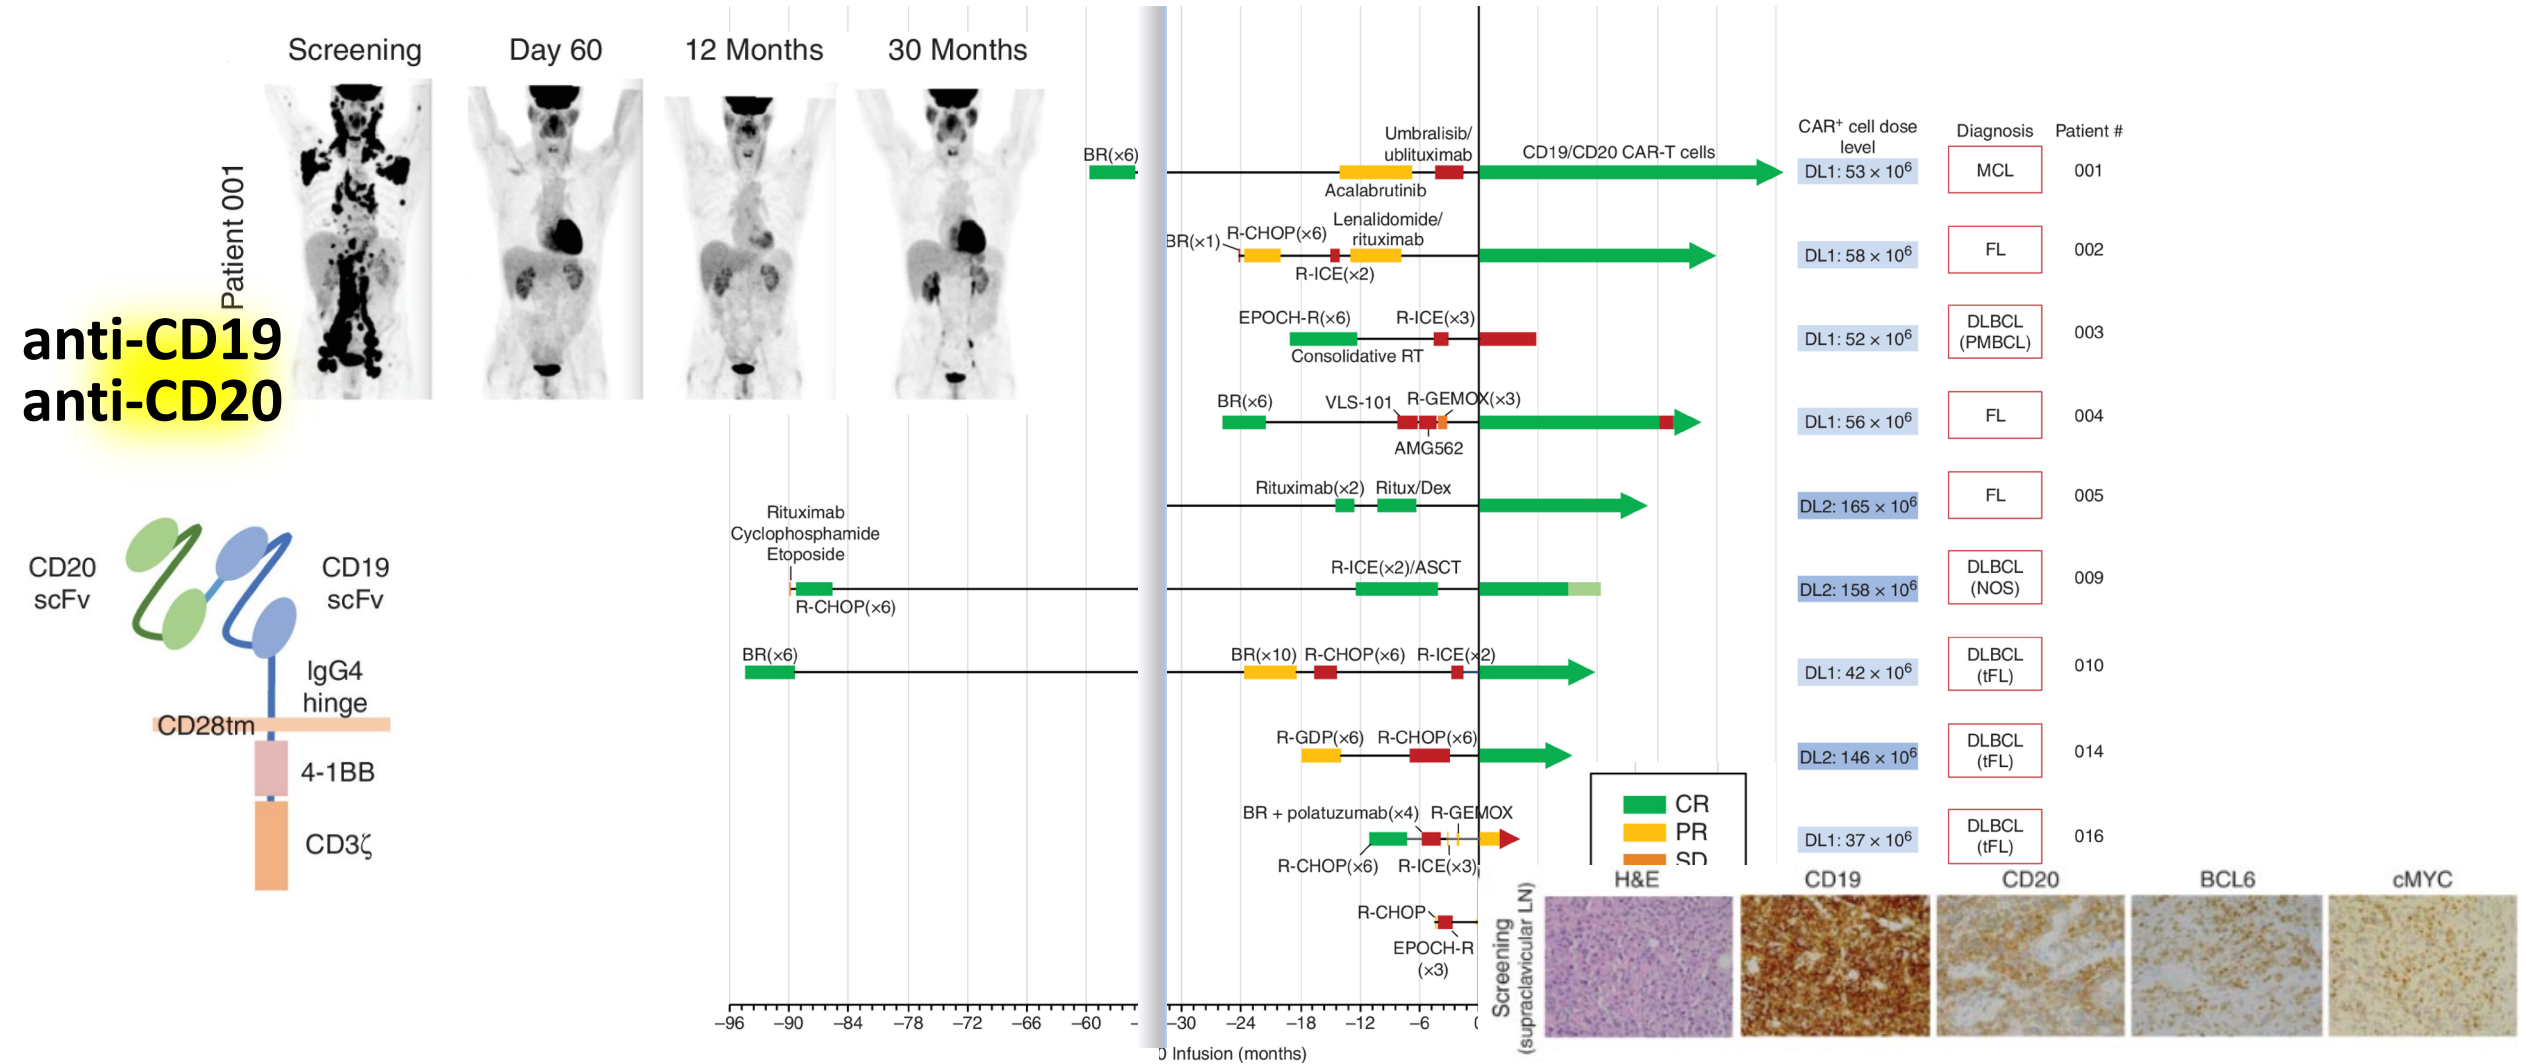 Screening
Day 60
12 Months
30 Months
Patient 001
anti-CD19
anti-CD20
CD20
scFv
CD19
scFv
IgG4
hinge
CD28tm
4-1BB
CD3ζ
CAR⁺ cell dose
level
Diagnosis
Patient #
BR(×6)
Umbralisib/
ublituximab
Acalabrutinib
CD19/CD20 CAR-T cells
DL1: 53 × 10⁶
MCL
001
BR(×1)
R-CHOP(×6)
R-ICE(×2)
Lenalidomide/
rituximab
DL1: 58 × 10⁶
FL
002
EPOCH-R(×6)
Consolidative RT
R-ICE(×3)
DL1: 52 × 10⁶
DLBCL
(PMBCL)
003
BR(×6)
VLS-101
R-GEMOX(×3)
AMG562
DL1: 56 × 10⁶
FL
004
Rituximab(×2)
Ritux/Dex
DL2: 165 × 10⁶
FL
005
Rituximab
Cyclophosphamide
Etoposide
R-CHOP(×6)
R-ICE(×2)/ASCT
DL2: 158 × 10⁶
DLBCL
(NOS)
009
BR(×6)
BR(×10)
R-CHOP(×6)
R-ICE(×2)
DL1: 42 × 10⁶
DLBCL
(tFL)
010
R-GDP(×6)
R-CHOP(×6)
DL2: 146 × 10⁶
DLBCL
(tFL)
014
BR + polatuzumab(×4)
R-GEMOX
R-CHOP(×6)
R-ICE(×3)
DL1: 37 × 10⁶
DLBCL
(tFL)
016
CR
PR
SD
R-CHOP
EPOCH-R
(×3)
–96 –90 –84 –78 –72 –66 –60 –30 –24 –18 –12 –6 0
0 Infusion (months)
H&E
CD19
CD20
BCL6
cMYC
Screening
(supraclavicular LN)